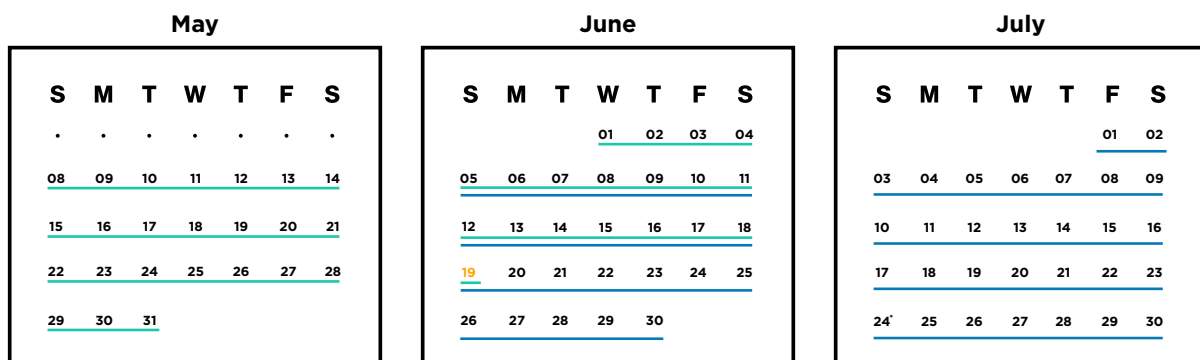 May
S M T W T F S
. . . . . . .
08 09 10 11 12 13 14
15 16 17 18 19 20 21
22 23 24 25 26 27 28
29 30 31
June
S M T W T F S
01 02 03 04
05 06 07 08 09 10 11
12 13 14 15 16 17 18
19 20 21 22 23 24 25
26 27 28 29 30
July
S M T W T F S
01 02
03 04 05 06 07 08 09
10 11 12 13 14 15 16
17 18 19 20 21 22 23
24* 25 26 27 28 29 30